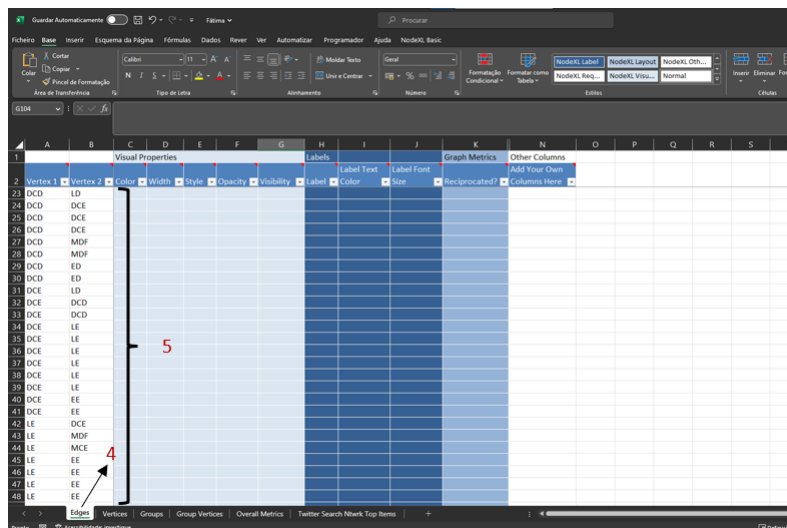 Guardar Automaticamente Fátima Procurar
Ficheiro Base Inserir Esquema da Página Fórmulas Dados Rever Ver Automatizar Programador Ajuda NodeXL Basic
Colar Cortar Copiar Pincel de Formatação
Área de Transferência
Calibri 11 A A
N I S
Tipo de Letra
Moldar Texto
Unir e Centrar
Alinhamento
Geral
% 000
Número
Formatação Condicional
Formatar como Tabela
NodeXL Label NodeXL Layout NodeXL Oth...
NodeXL Req... NodeXL Visu... Normal
Estilos
Inserir Eliminar
Células
G104 fx
A B C D E F G H I J K N O P Q R S
1 Visual Properties Labels Graph Metrics Other Columns
2 Vertex 1 Vertex 2 Color Width Style Opacity Visibility Label Label Text Color Label Font Size Reciprocated? Add Your Own Columns Here
23 DCD LD
24 DCD DCE
25 DCD DCE
26 DCD DCE
27 DCD MDF
28 DCD MDF
29 DCD ED
30 DCD ED
31 DCE LD
32 DCE DCD
33 DCE DCD
34 DCE LE
35 DCE LE
36 DCE LE
37 DCE LE
38 DCE LE
39 DCE LE
40 DCE EE
41 DCE EE
42 LE DCE
43 LE MDF
44 LE MCE
45 LE EE
46 LE EE
47 LE EE
48 LE EE
5
4
Edges Vertices Groups Group Vertices Overall Metrics Twitter Search Ntwrk Top Items +